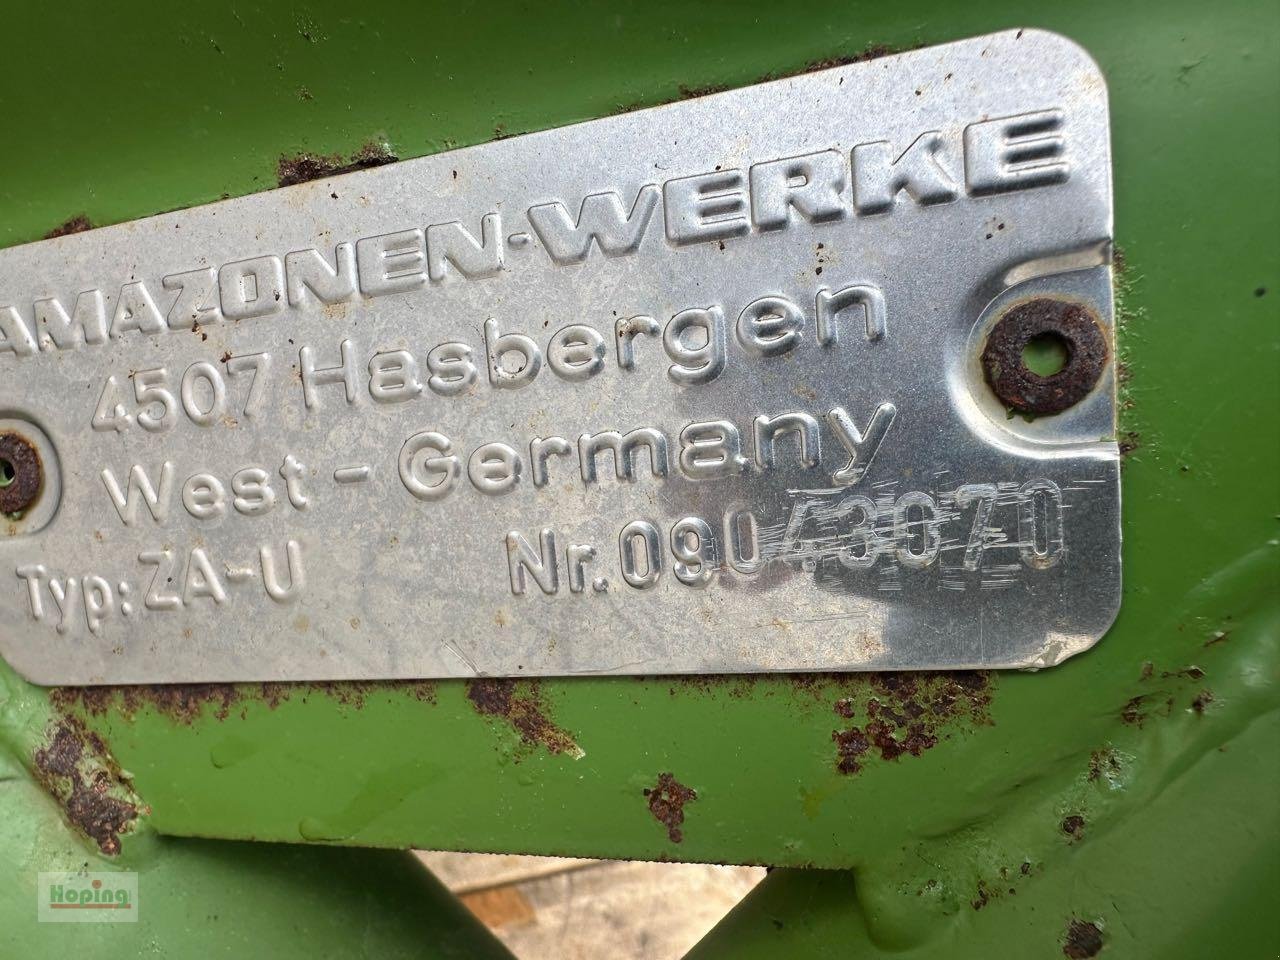 AMAZONEN-WERKE
4507 Hasbergen
West-Germany
Typ: ZA-U Nr. 09043070
Hoping